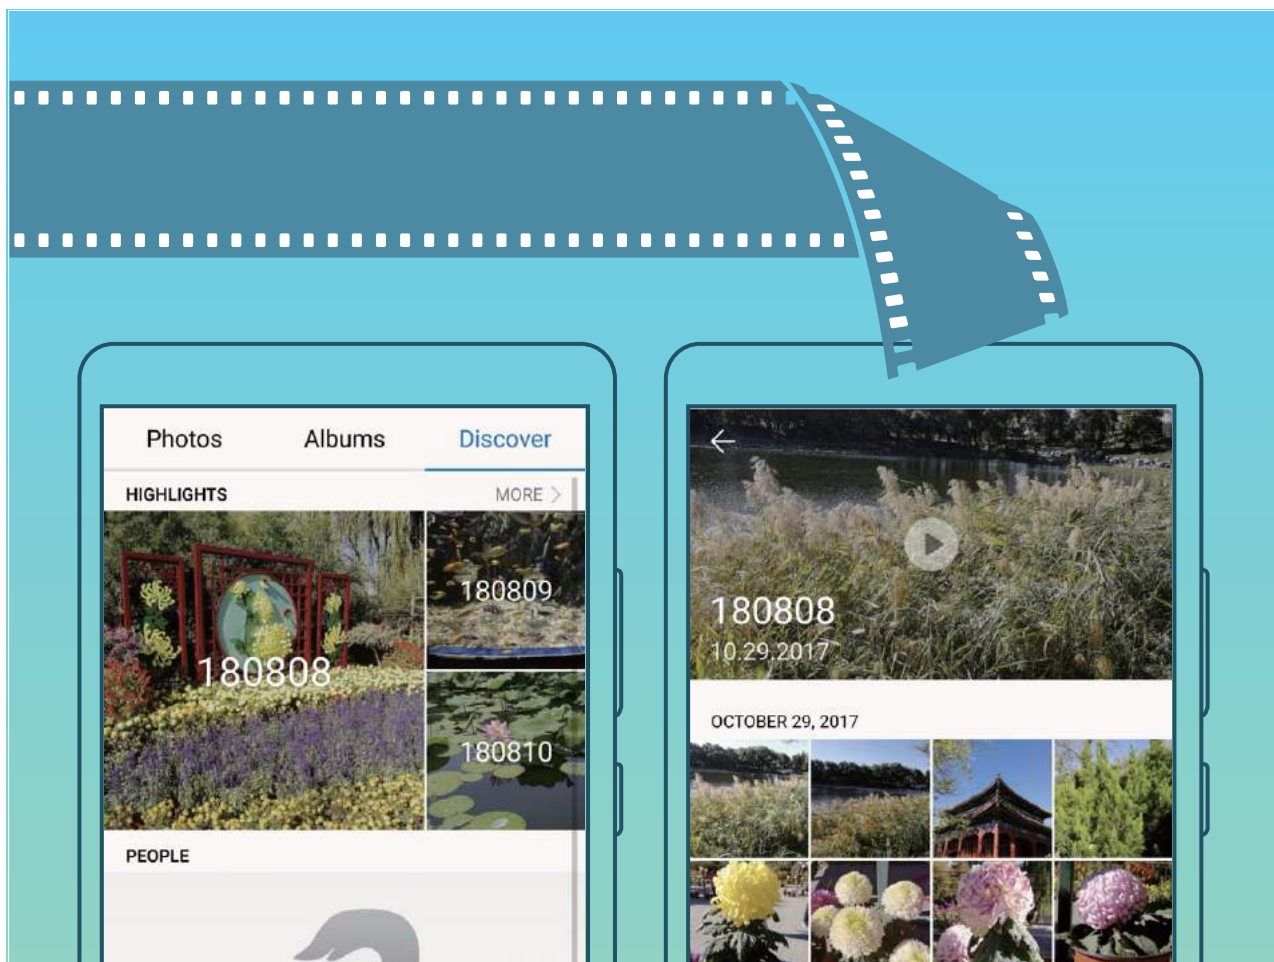 Photos Albums Discover
HIGHLIGHTS MORE
180808
180809
180810
PEOPLE
180808
10.29.2017
OCTOBER 29, 2017